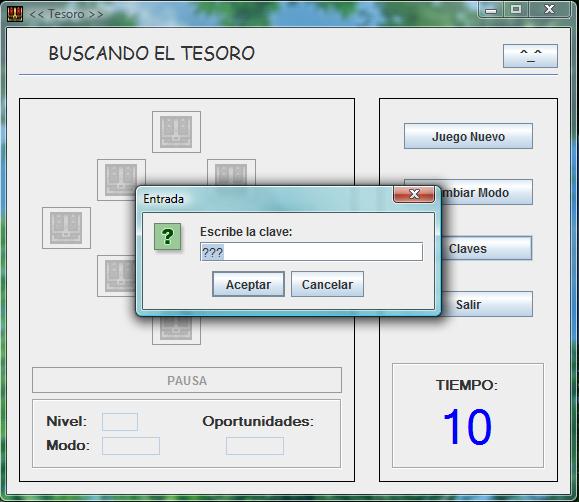 << Tesoro >>
BUSCANDO EL TESORO
^_^
Juego Nuevo
mbiar Modo
Entrada
?
Escribe la clave:
???
Aceptar Cancelar
Claves
Salir
PAUSA
Nivel: Oportunidades:
Modo:
TIEMPO:
10